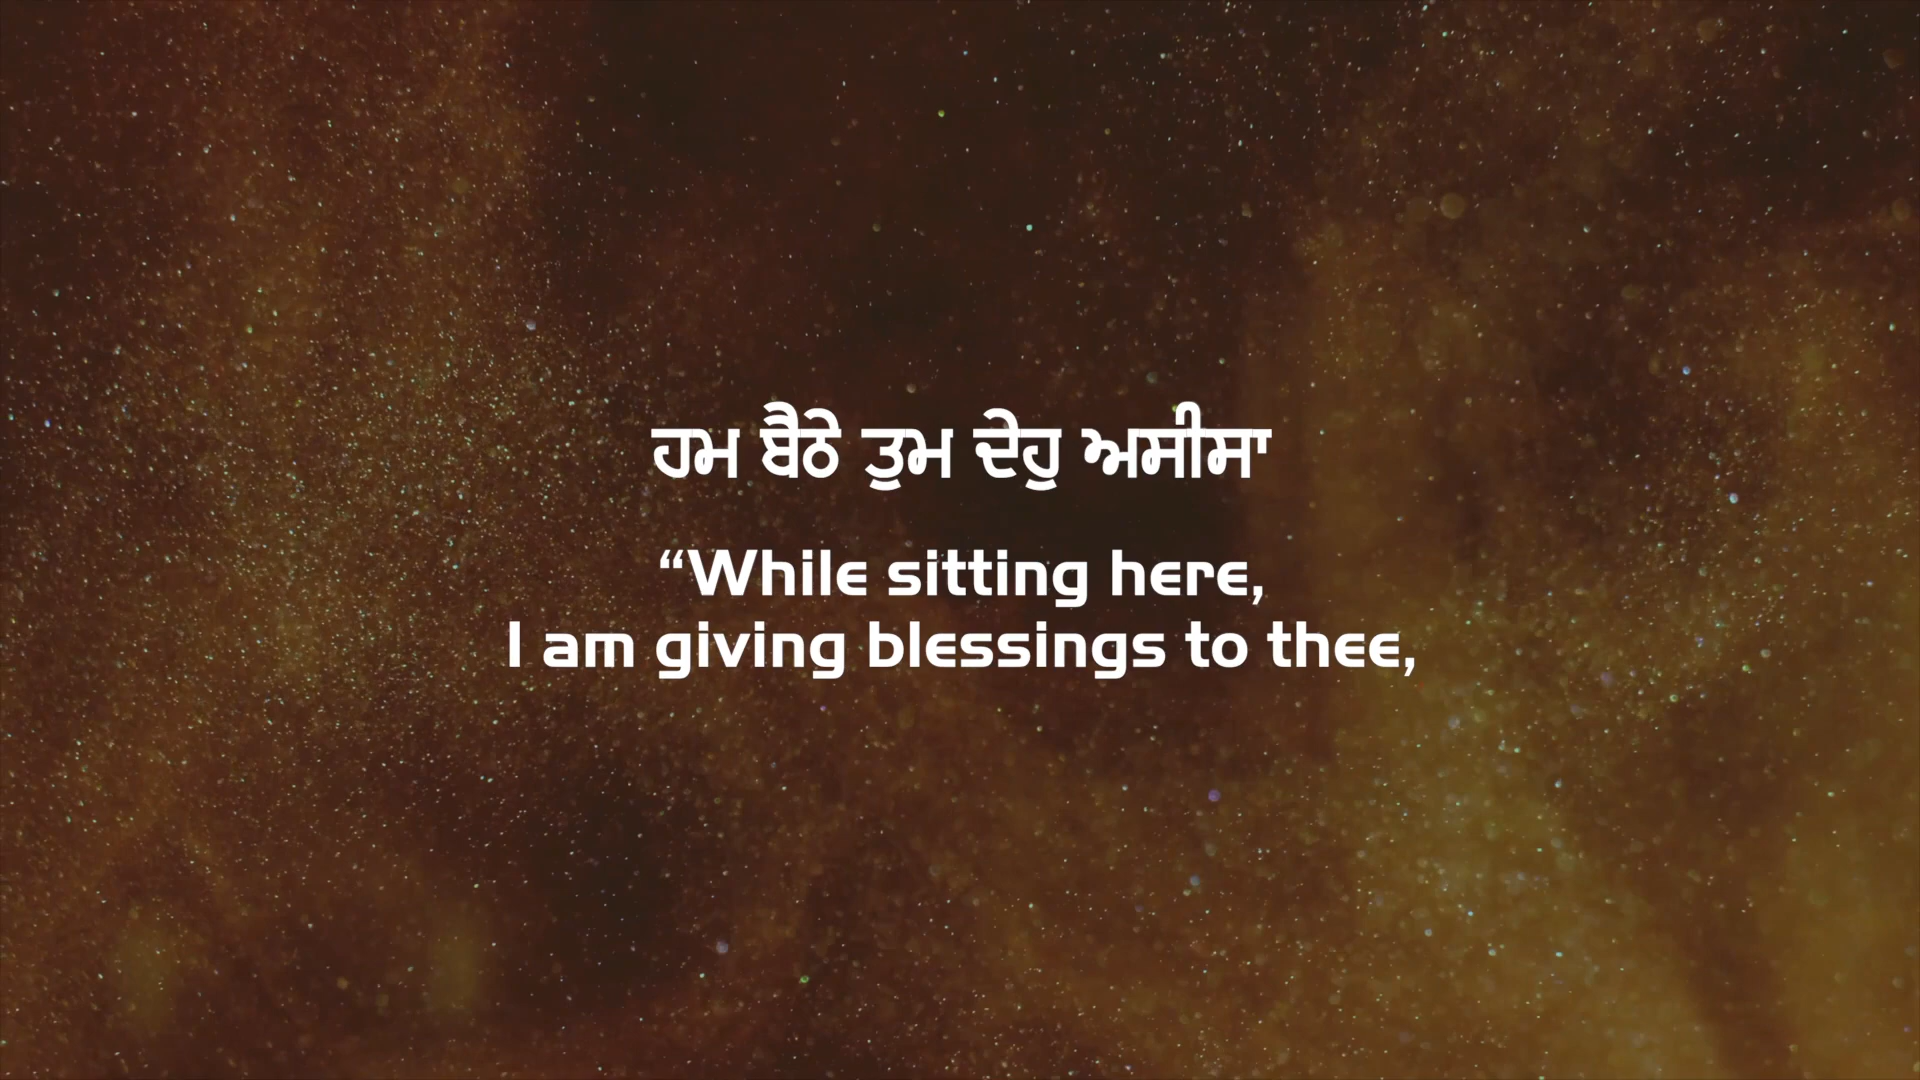 ਹਮ ਬੈਠੇ ਤੁਮ ਦੇਹੁ ਅਸੀਸਾ
“While sitting here,
I am giving blessings to thee,